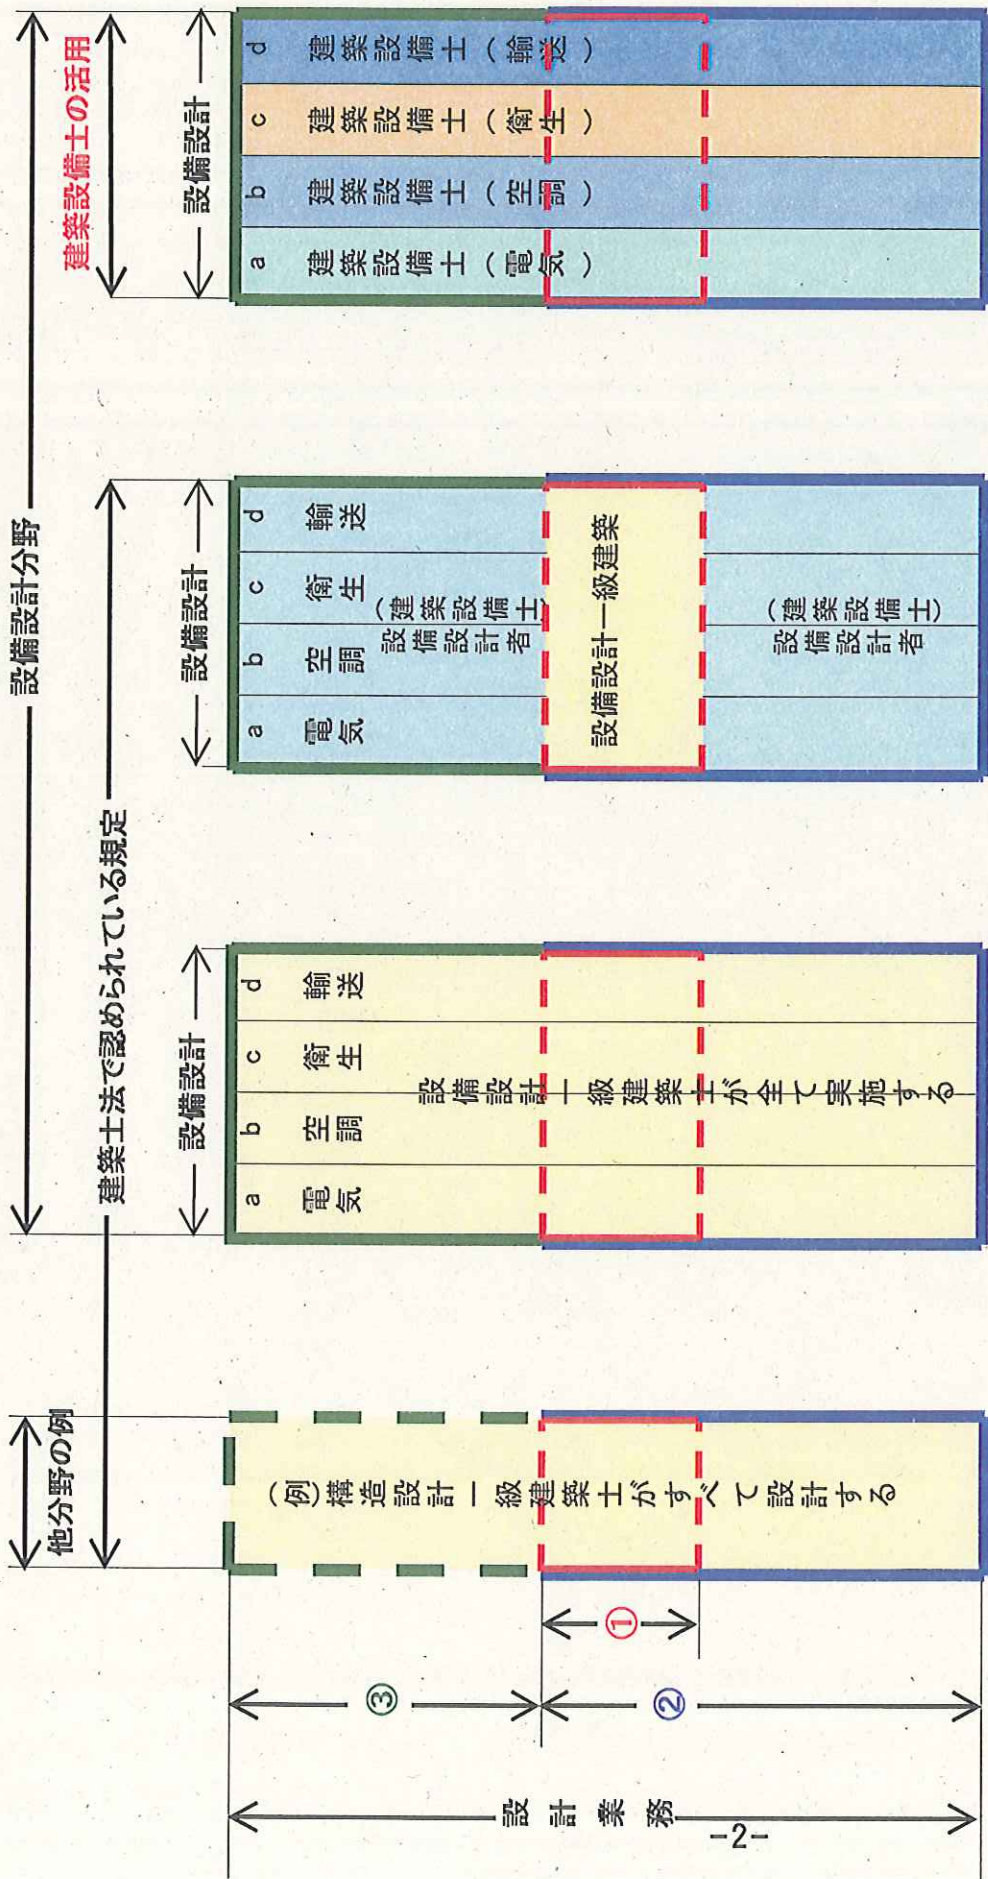 設備設計分野
建築士法で認められている規定
建築設備士の活用
他分野の例
設計業務
③
②
①
(例)構造設計一級建築士がすべて設計する
設備設計
a
b
c
d
電気
空調
衛生
輸送
設備設計一級建築士が全て実施する
設備設計
a
b
c
d
電気
空調
衛生
輸送
設備設計者
(建築設備士)
設備設計一級建築
設備設計者
(建築設備士)
設備設計
a
b
c
d
建築設備士(電気)
建築設備士(空調)
建築設備士(衛生)
建築設備士(輸送)
-2-